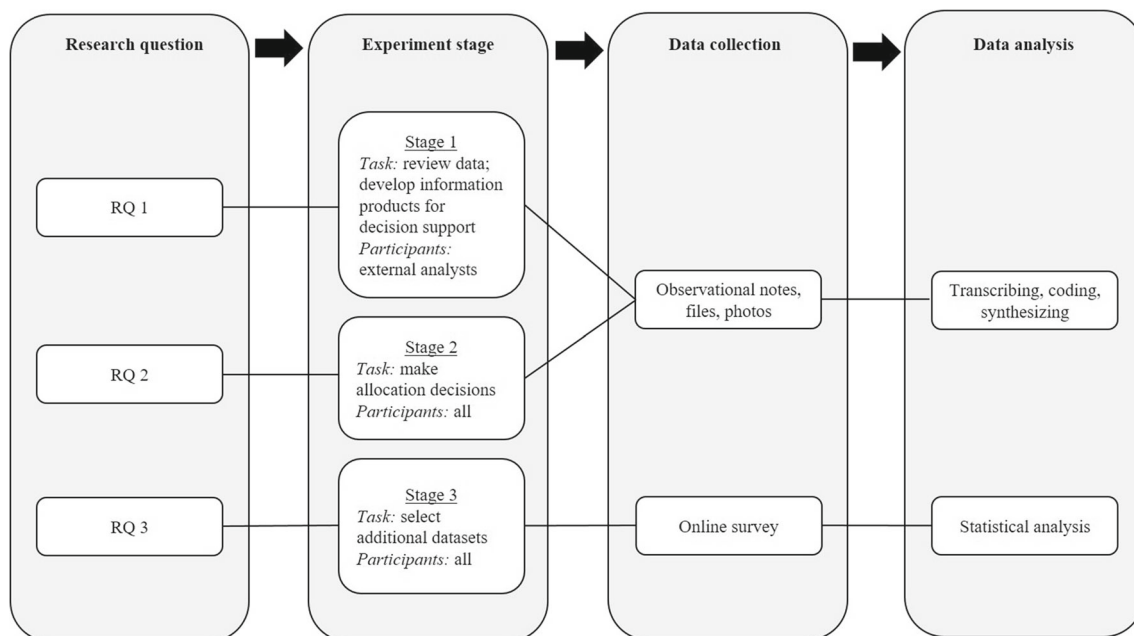 Research question
Experiment stage
Data collection
Data analysis
RQ 1
Stage 1
Task: review data;
develop information
products for
decision support
Participants:
external analysts
Observational notes,
files, photos
Transcribing, coding,
synthesizing
RQ 2
Stage 2
Task: make
allocation decisions
Participants: all
RQ 3
Stage 3
Task: select
additional datasets
Participants: all
Online survey
Statistical analysis